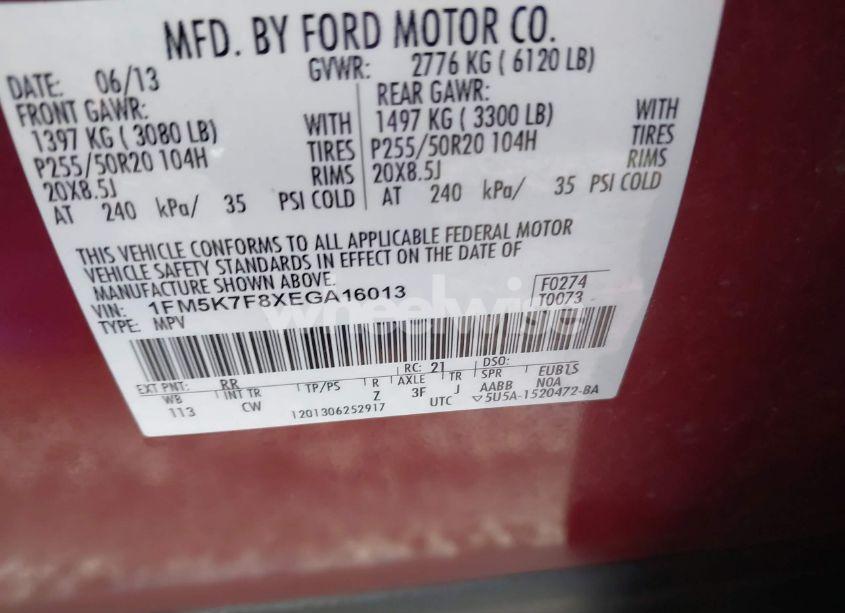 MFD. BY FORD MOTOR CO.
DATE: 06/13 GVWR: 2776 KG ( 6120 LB)
FRONT GAWR: REAR GAWR:
1397 KG ( 3080 LB) WITH 1497 KG ( 3300 LB) WITH
P255/50R20 104H TIRES P255/50R20 104H TIRES
20X8.5J RIMS 20X8.5J RIMS
AT 240 kPa/ 35 PSI COLD AT 240 kPa/ 35 PSI COLD
THIS VEHICLE CONFORMS TO ALL APPLICABLE FEDERAL MOTOR
VEHICLE SAFETY STANDARDS IN EFFECT ON THE DATE OF
MANUFACTURE SHOWN ABOVE.
VIN: 1FM5K7F8XEGA16013 F0274
TYPE: MPV T0073
wheelwise
EXT PNT: RR RC: 21 DSO:
WB INT TR TP/PS R AXLE TR SPR EUBLS
113 CW Z 3F J AABB NOA
1201306252917 UTC ▽5U5A-1520472-BA